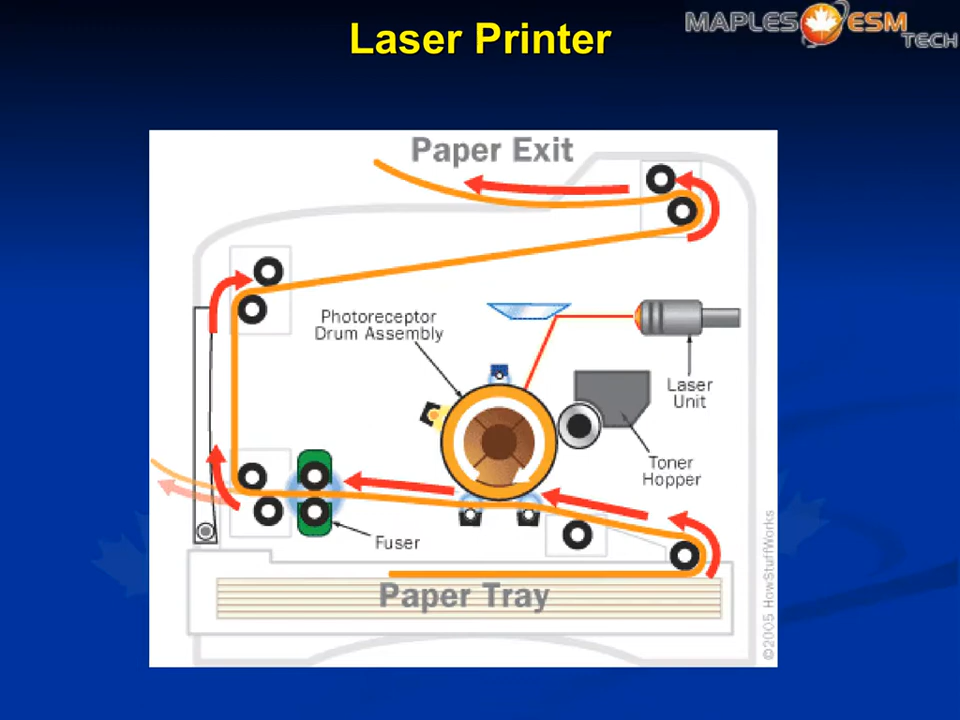 Laser Printer
MAPLES ESM
TECH
Paper Exit
Photoreceptor
Drum Assembly
Laser
Unit
Toner
Hopper
Fuser
Paper Tray
©2005 HowStuffWorks